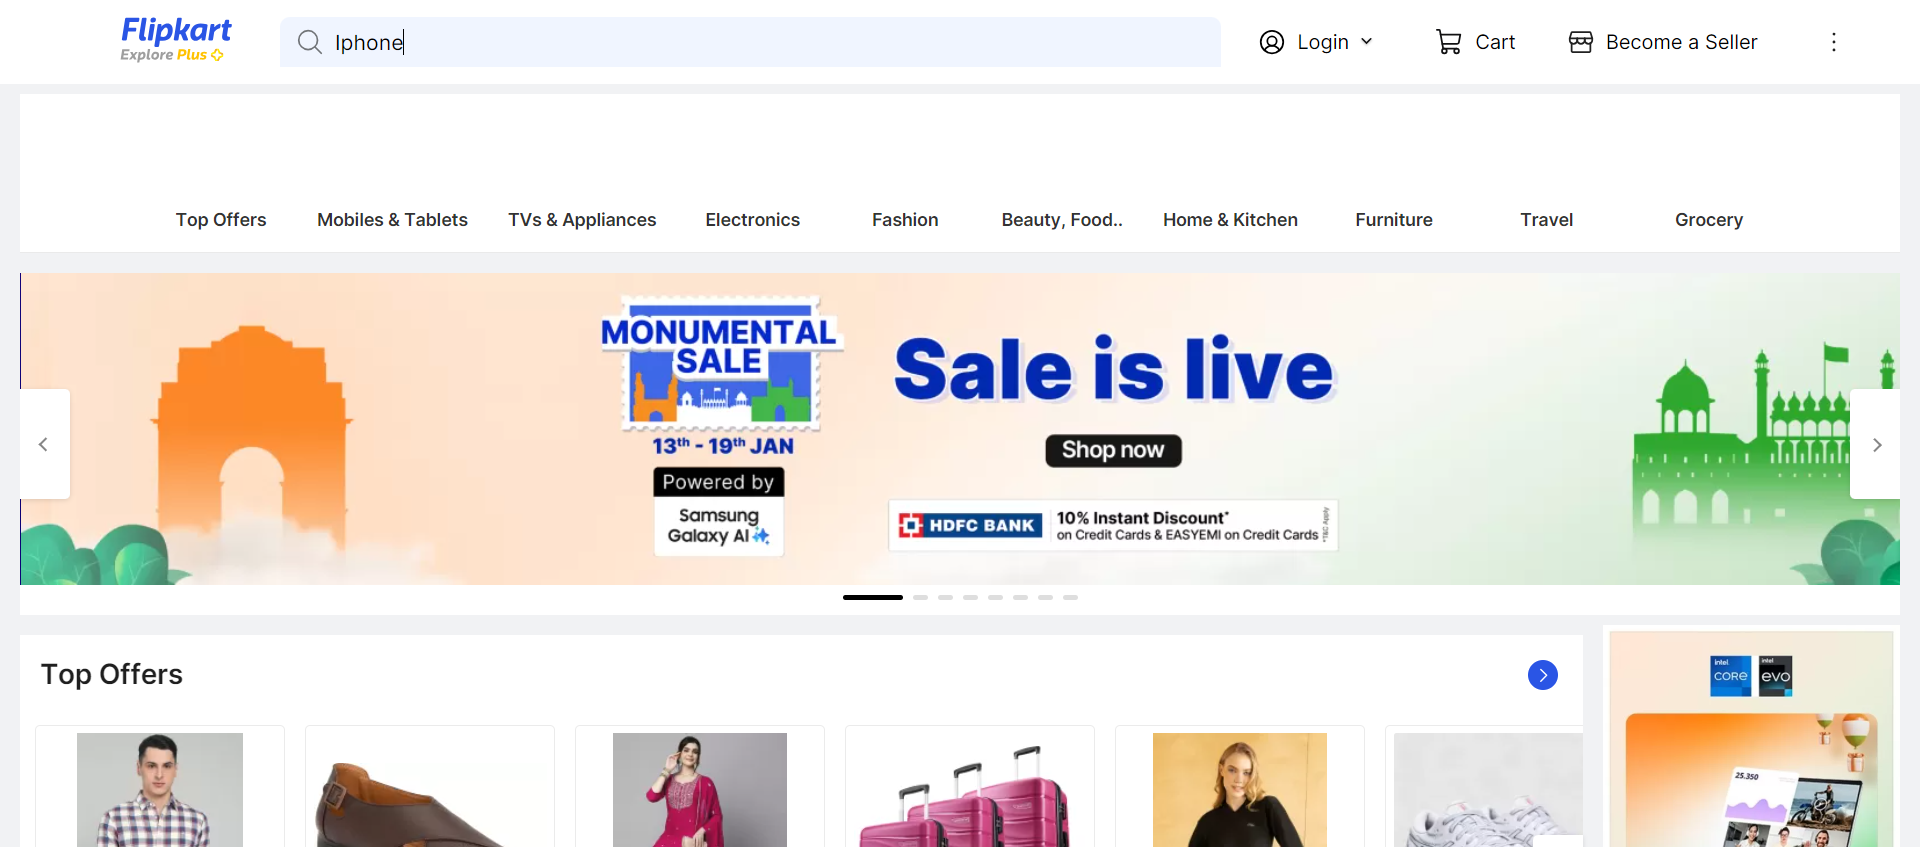 Flipkart
Explore Plus
Iphone
Login
Cart
Become a Seller
Top Offers
Mobiles & Tablets
TVs & Appliances
Electronics
Fashion
Beauty, Food..
Home & Kitchen
Furniture
Travel
Grocery
MONUMENTAL
SALE
13th - 19th JAN
Powered by
Samsung
Galaxy AI
Sale is live
Shop now
HDFC BANK
10% Instant Discount*
on Credit Cards & EASYEMI on Credit Cards
*T&C Apply
Top Offers
intel
CORE
intel
evo
25.350